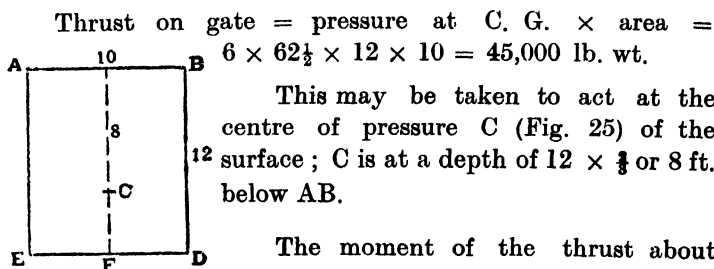 Thrust on gate = pressure at C. G. × area =
6 × 62½ × 12 × 10 = 45,000 lb. wt.
A 10 B
This may be taken to act at the
8
centre of pressure C (Fig. 25) of the
12
surface ; C is at a depth of 12 × ⅔ or 8 ft.
C
below AB.
E F D
The moment of the thrust about